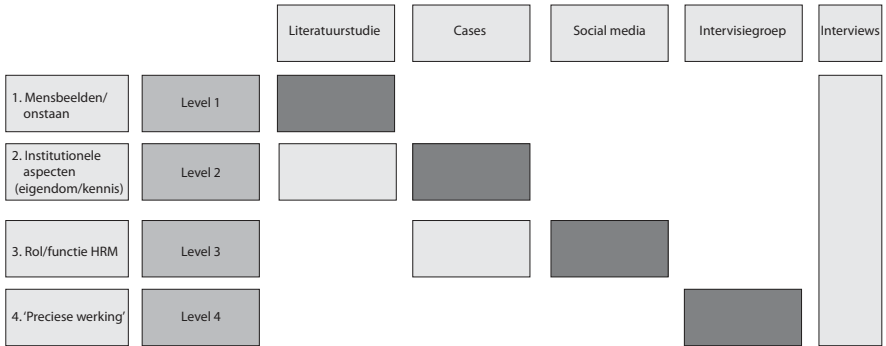 Literatuurstudie
Cases
Social media
Intervisiegroep
Interviews
1. Mensbeelden/
onstaan
Level 1
2. Institutionele
aspecten
(eigendom/kennis)
Level 2
3. Rol/functie HRM
Level 3
4. ‘Preciese werking’
Level 4